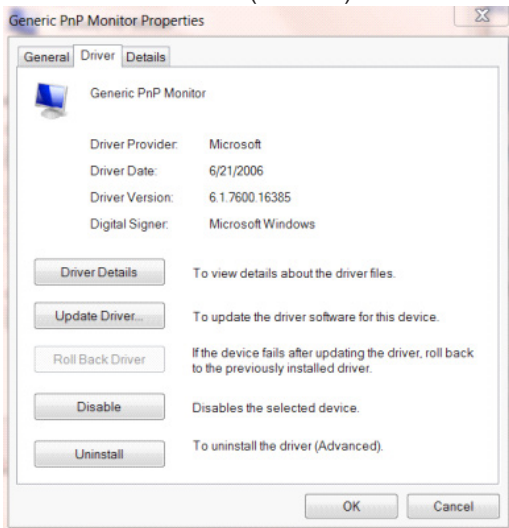 Generic PnP Monitor Properties
General Driver Details
Generic PnP Monitor
Driver Provider: Microsoft
Driver Date: 6/21/2006
Driver Version: 6.1.7600.16385
Digital Signer: Microsoft Windows
Driver Details To view details about the driver files.
Update Driver... To update the driver software for this device.
Roll Back Driver If the device fails after updating the driver, roll back
to the previously installed driver.
Disable Disables the selected device.
Uninstall To uninstall the driver (Advanced).
OK Cancel